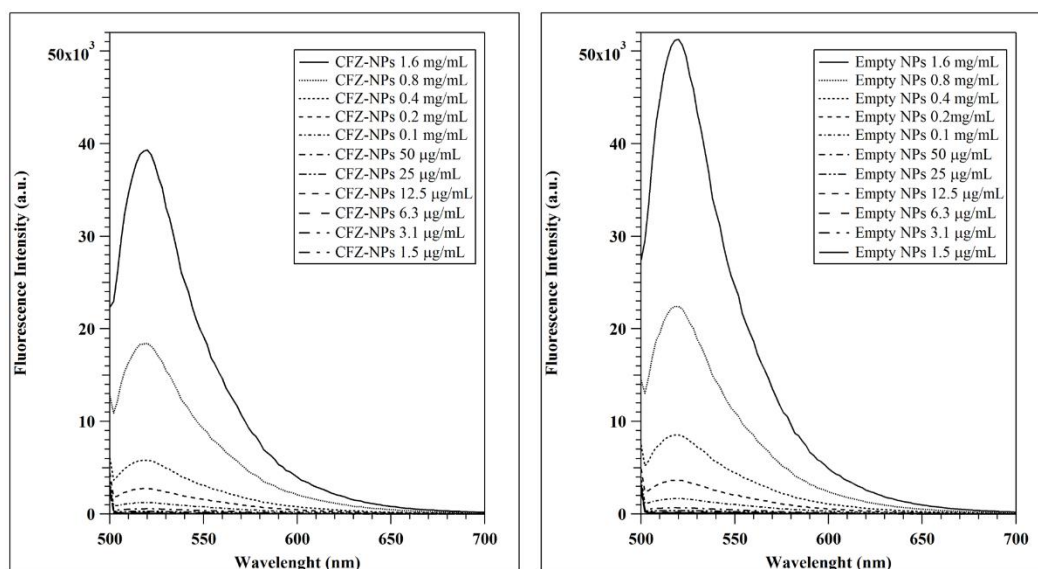 50x10³
40
30
20
10
0
Fluorescence Intensity (a.u.)
CFZ-NPs 1.6 mg/mL
CFZ-NPs 0.8 mg/mL
CFZ-NPs 0.4 mg/mL
CFZ-NPs 0.2 mg/mL
CFZ-NPs 0.1 mg/mL
CFZ-NPs 50 µg/mL
CFZ-NPs 25 µg/mL
CFZ-NPs 12.5 µg/mL
CFZ-NPs 6.3 µg/mL
CFZ-NPs 3.1 µg/mL
CFZ-NPs 1.5 µg/mL
500 550 600 650 700
Wavelenght (nm)
50x10³
40
30
20
10
0
Fluorescence Intensity (a.u.)
Empty NPs 1.6 mg/mL
Empty NPs 0.8 mg/mL
Empty NPs 0.4 mg/mL
Empty NPs 0.2mg/mL
Empty NPs 0.1 mg/mL
Empty NPs 50 µg/mL
Empty NPs 25 µg/mL
Empty NPs 12.5 µg/mL
Empty NPs 6.3 µg/mL
Empty NPs 3.1 µg/mL
Empty NPs 1.5 µg/mL
500 550 600 650 700
Wavelenght (nm)